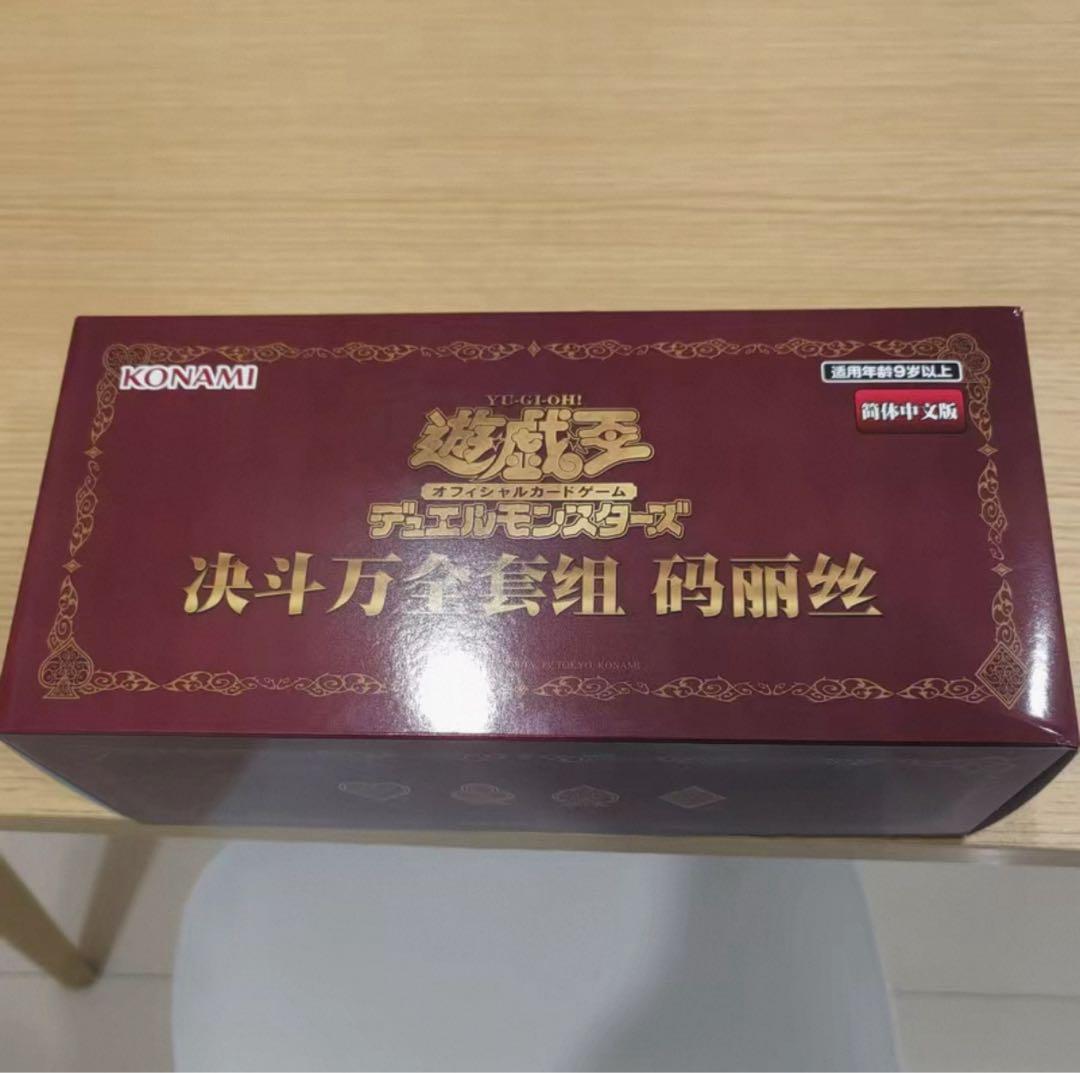 KONAMI
适用年龄9岁以上
简体中文版
YU-GI-OH!
遊戯王
オフィシャルカードゲーム
デュエルモンスターズ
决斗万全套组 码丽丝
TOKYO KONAMI